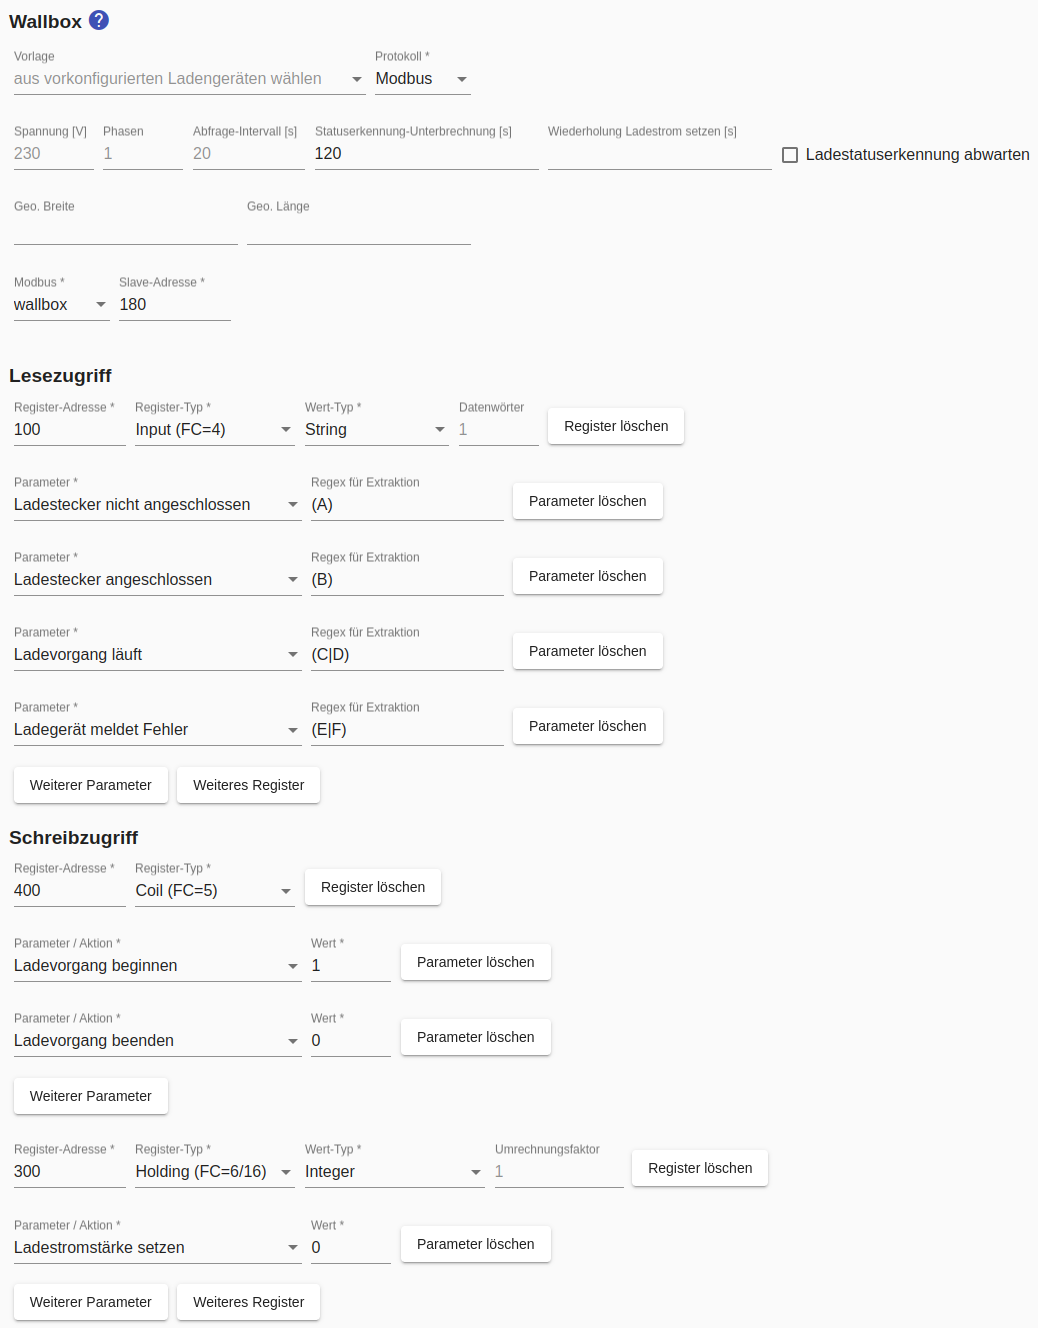 Wallbox ?
Vorlage Protokoll *
aus vorkonfigurierten Ladengeräten wählen Modbus
Spannung [V] Phasen Abfrage-Intervall [s] Statuserkennung-Unterbrechnung [s] Wiederholung Ladestrom setzen [s]
230 1 20 120 Ladestatuserkennung abwarten
Geo. Breite Geo. Länge
Modbus * Slave-Adresse *
wallbox 180
Lesezugriff
Register-Adresse * Register-Typ * Wert-Typ * Datenwörter
100 Input (FC=4) String 1 Register löschen
Parameter * Regex für Extraktion
Ladestecker nicht angeschlossen (A) Parameter löschen
Parameter * Regex für Extraktion
Ladestecker angeschlossen (B) Parameter löschen
Parameter * Regex für Extraktion
Ladevorgang läuft (C|D) Parameter löschen
Parameter * Regex für Extraktion
Ladegerät meldet Fehler (E|F) Parameter löschen
Weiterer Parameter Weiteres Register
Schreibzugriff
Register-Adresse * Register-Typ *
400 Coil (FC=5) Register löschen
Parameter / Aktion * Wert *
Ladevorgang beginnen 1 Parameter löschen
Parameter / Aktion * Wert *
Ladevorgang beenden 0 Parameter löschen
Weiterer Parameter
Register-Adresse * Register-Typ * Wert-Typ * Umrechnungsfaktor
300 Holding (FC=6/16) Integer 1 Register löschen
Parameter / Aktion * Wert *
Ladestromstärke setzen 0 Parameter löschen
Weiterer Parameter Weiteres Register